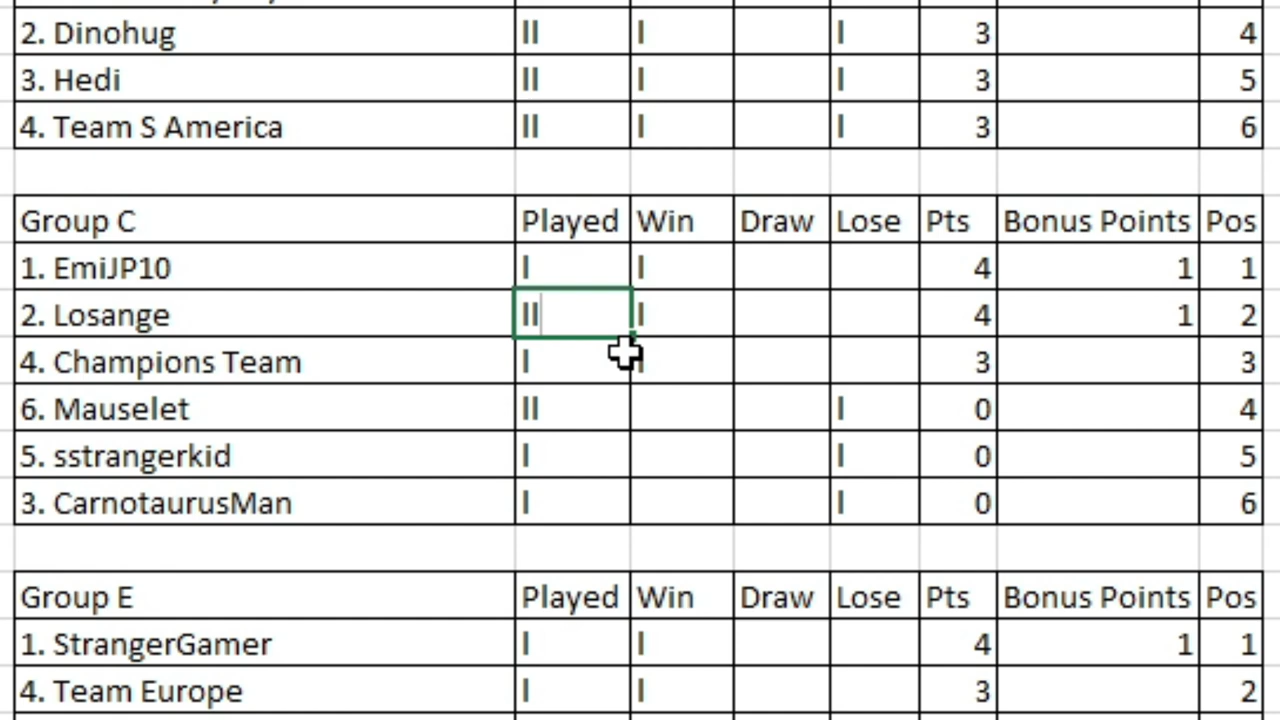 2. Dinohug II I I 3 4
3. Hedi II I I 3 5
4. Team S America II I I 3 6
Group C Played Win Draw Lose Pts Bonus Points Pos
1. EmiJP10 I I 4 1 1
2. Losange II I 4 1 2
4. Champions Team I I 3 3
6. Mauselet II I 0 4
5. sstrangerkid I I 0 5
3. CarnotaurusMan I I 0 6
Group E Played Win Draw Lose Pts Bonus Points Pos
1. StrangerGamer I I 4 1 1
4. Team Europe I I 3 2